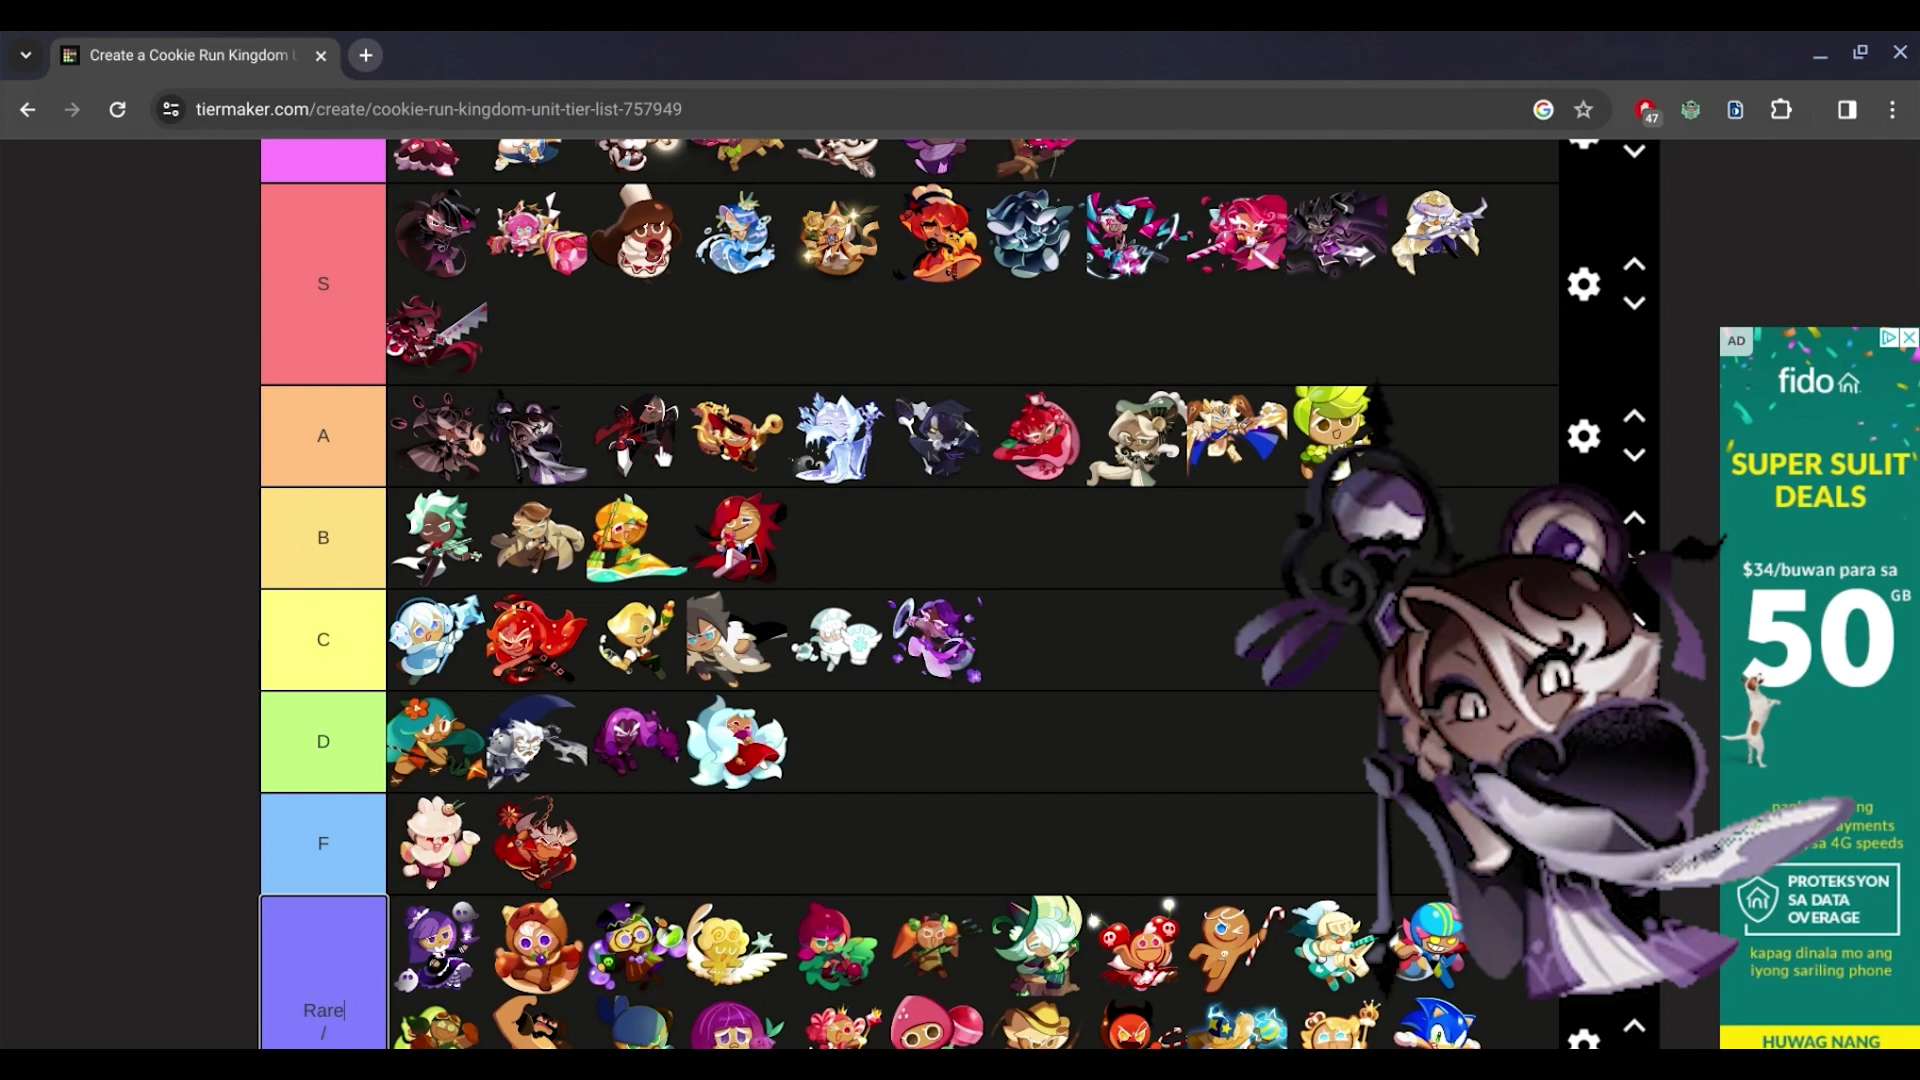 Create a Cookie Run Kingdom
tiermaker.com/create/cookie-run-kingdom-unit-tier-list-757949
47
S
A
B
C
D
F
Rare
/
AD
fido
SUPER SULIT
DEALS
$34/buwan para sa
50
GB
ng
ayments
sa 4G speeds
PROTEKSYON
SA DATA
OVERAGE
kapag dinala mo ang
iyong sariling phone
HUWAG NANG